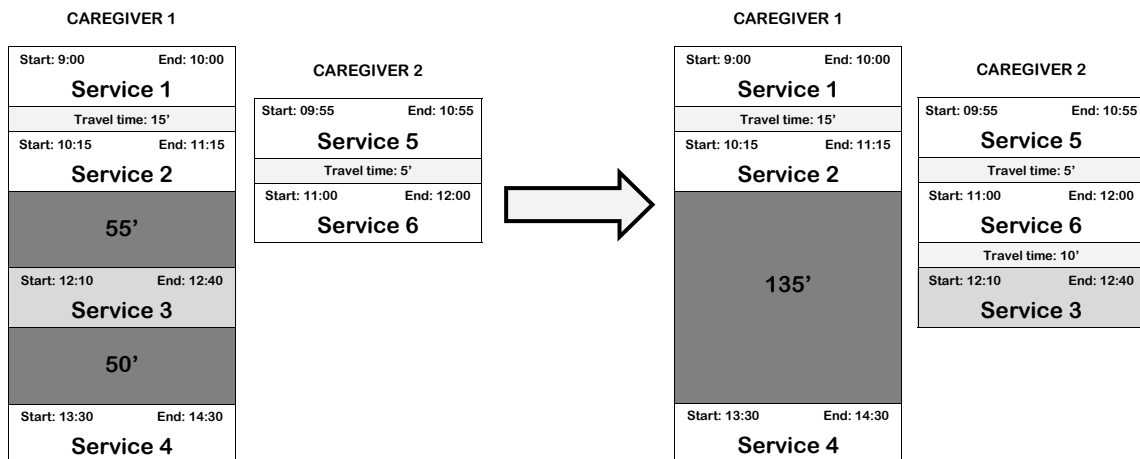 CAREGIVER 1
Start: 9:00 End: 10:00
Service 1
Travel time: 15’
Start: 10:15 End: 11:15
Service 2
55’
Start: 12:10 End: 12:40
Service 3
50’
Start: 13:30 End: 14:30
Service 4
CAREGIVER 2
Start: 09:55 End: 10:55
Service 5
Travel time: 5’
Start: 11:00 End: 12:00
Service 6
CAREGIVER 1
Start: 9:00 End: 10:00
Service 1
Travel time: 15’
Start: 10:15 End: 11:15
Service 2
135’
Start: 13:30 End: 14:30
Service 4
CAREGIVER 2
Start: 09:55 End: 10:55
Service 5
Travel time: 5’
Start: 11:00 End: 12:00
Service 6
Travel time: 10’
Start: 12:10 End: 12:40
Service 3